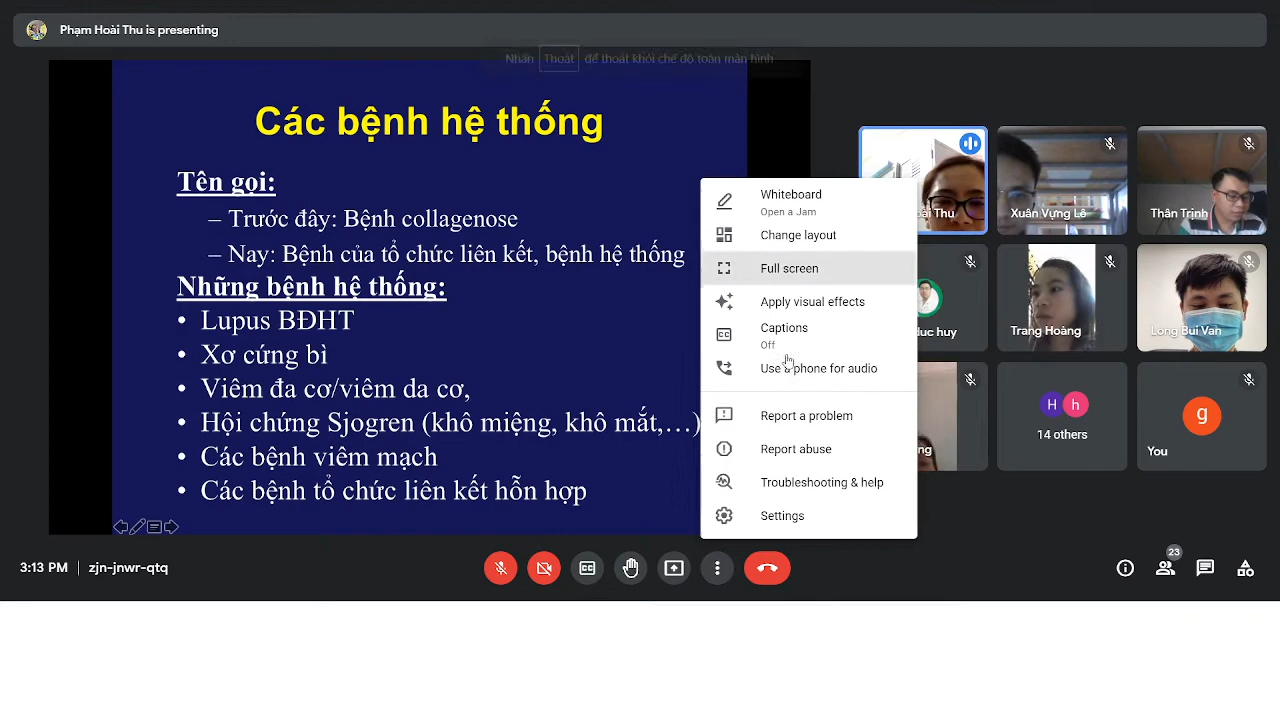 Phạm Hoài Thu is presenting
Nhấn Thoát để thoát khỏi chế độ toàn màn hình
Các bệnh hệ thống
Tên gọi:
– Trước đây: Bệnh collagenose
– Nay: Bệnh của tổ chức liên kết, bệnh hệ thống
Những bệnh hệ thống:
• Lupus BĐHT
• Xơ cứng bì
• Viêm đa cơ/viêm da cơ,
• Hội chứng Sjogren (khô miệng, khô mắt,…)
• Các bệnh viêm mạch
• Các bệnh tổ chức liên kết hỗn hợp
Whiteboard
Open a Jam
Change layout
Full screen
Apply visual effects
Captions
Off
Use a phone for audio
Report a problem
Report abuse
Troubleshooting & help
Settings
Thu
Xuân Vựng Lê
Thân Trịnh
duc huy
Trang Hoàng
Long Bui Van
H h
14 others
g
You
3:13 PM | zjn-jnwr-qtq
23